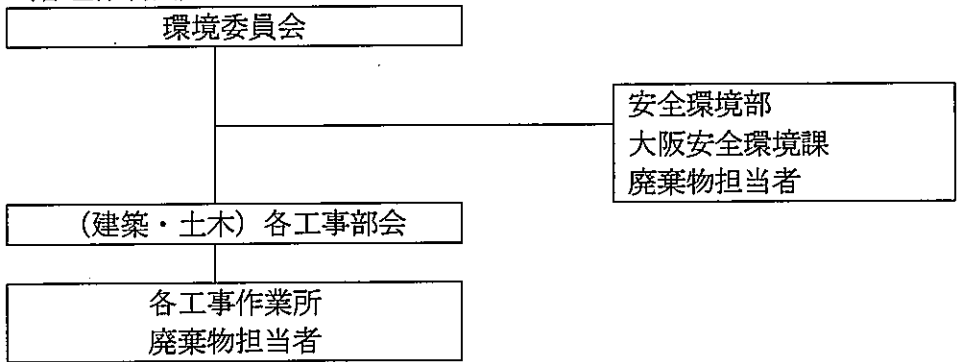 環境委員会
安全環境部
大阪安全環境課
廃棄物担当者
(建築・土木)各工事部会
各工事作業所
廃棄物担当者